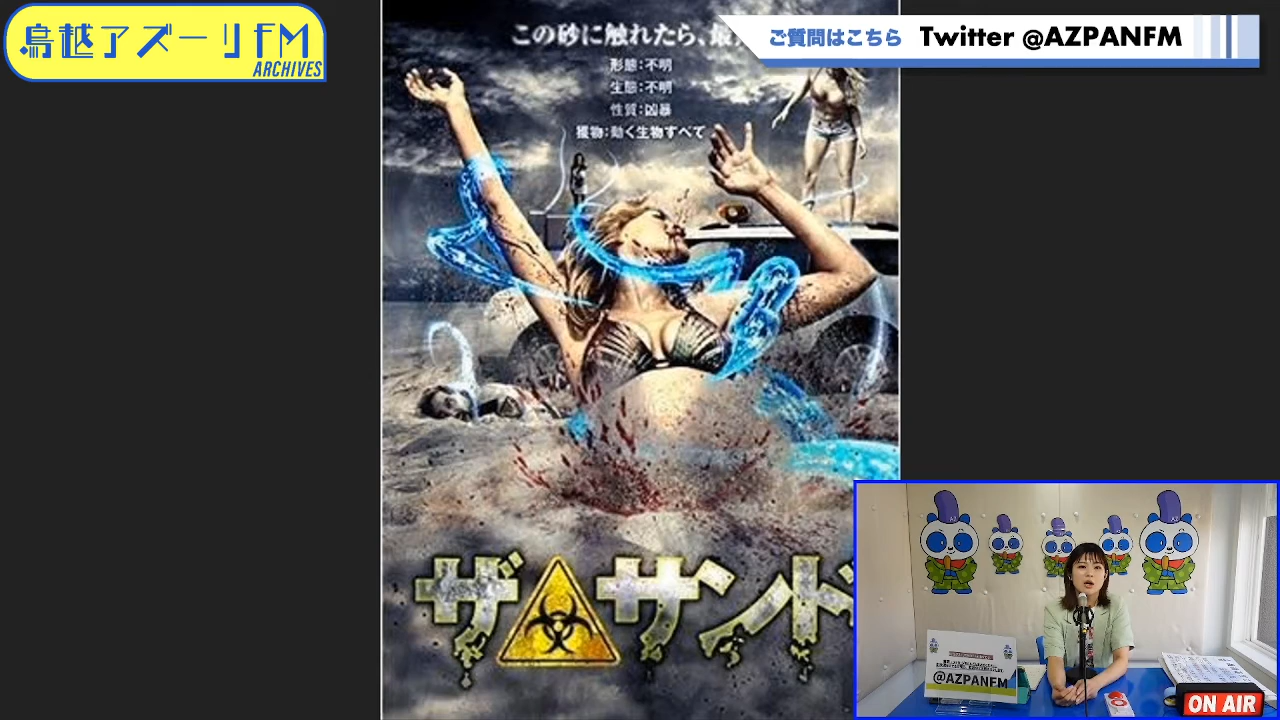 鳥越アズーリFM
ARCHIVES
ご質問はこちら Twitter @AZPANFM
この砂に触れたら、最
形態：不明
生態：不明
性質：凶暴
獲物：動く生物すべて
ザ サンド
@AZPANFM
ON AIR